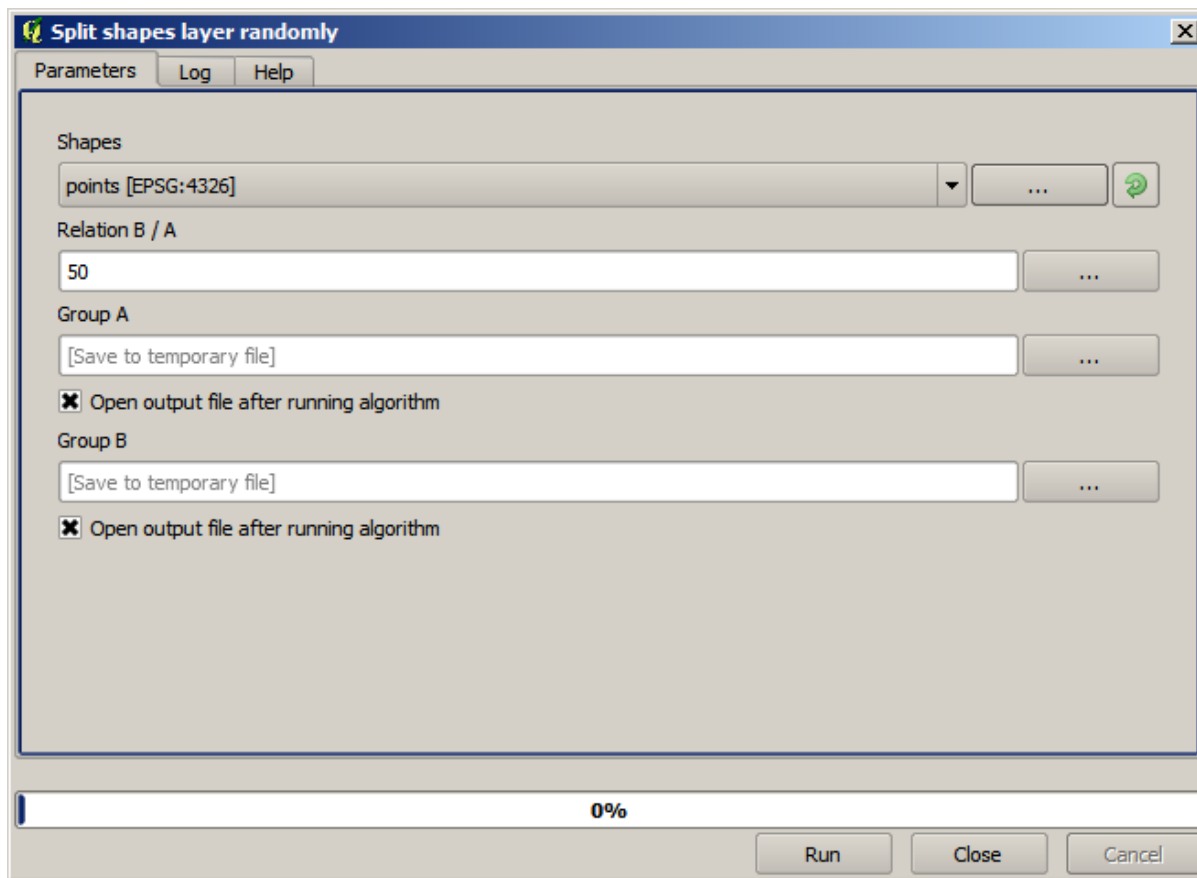 Split shapes layer randomly
Parameters Log Help
Shapes
points [EPSG:4326] ...
Relation B / A
50 ...
Group A
[Save to temporary file] ...
Open output file after running algorithm
Group B
[Save to temporary file] ...
Open output file after running algorithm
0%
Run Close Cancel